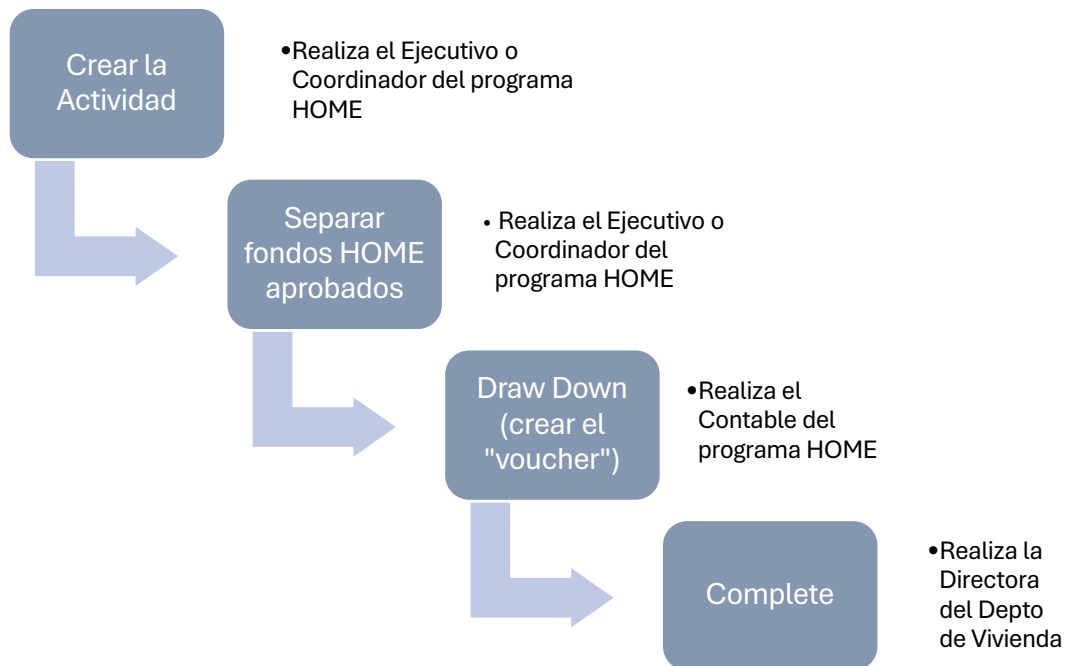 Crear la
Actividad
•Realiza el Ejecutivo o
Coordinador del programa
HOME
Separar
fondos HOME
aprobados
• Realiza el Ejecutivo o
Coordinador del
programa HOME
Draw Down
(crear el
"voucher")
•Realiza el
Contable del
programa HOME
Complete
•Realiza la
Directora
del Depto
de Vivienda